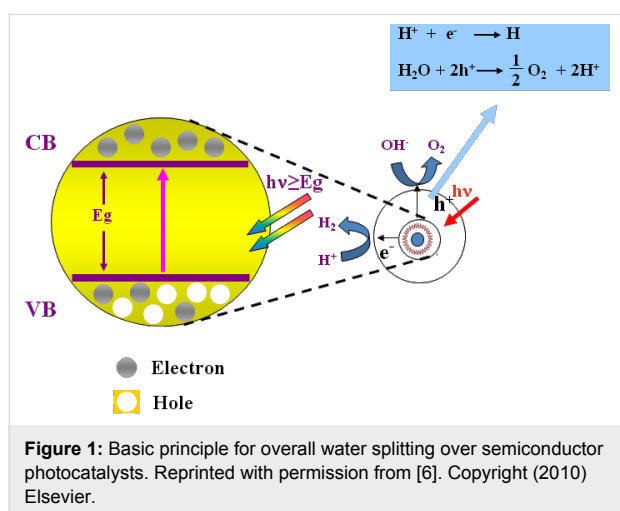 H⁺ + e⁻ → H
H₂O + 2h⁺ → 1/2 O₂ + 2H⁺
CB
OH⁻ O₂
hν≥Eg
hν
h⁺
Eg
H₂
H⁺
e⁻
VB
Electron
Hole
Figure 1: Basic principle for overall water splitting over semiconductor
photocatalysts. Reprinted with permission from [6]. Copyright (2010)
Elsevier.